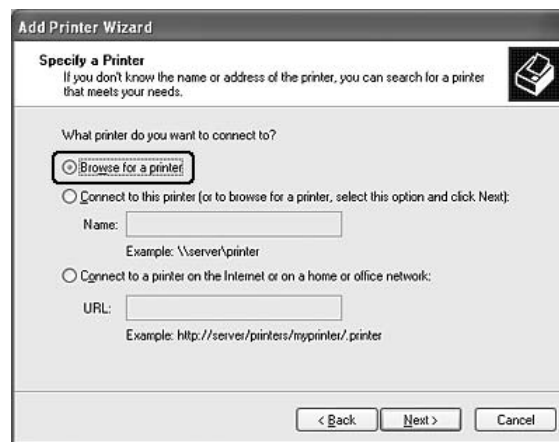 Add Printer Wizard
Specify a Printer
If you don't know the name or address of the printer, you can search for a printer
that meets your needs.
What printer do you want to connect to?
Browse for a printer
Connect to this printer (or to browse for a printer, select this option and click Next):
Name:
Example: \\server\printer
Connect to a printer on the Internet or on a home or office network:
URL:
Example: http://server/printers/myprinter/.printer
< Back
Next >
Cancel